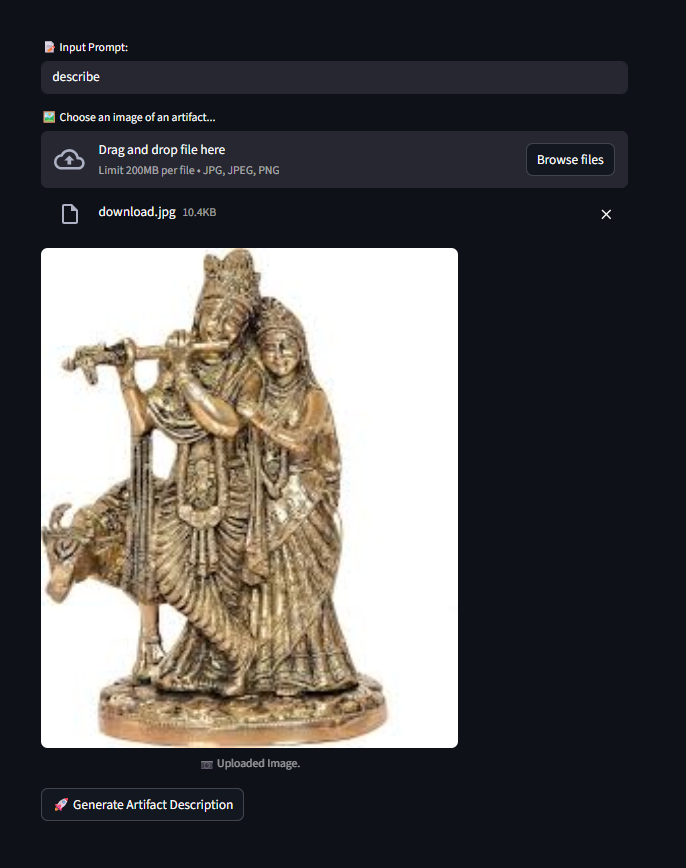 📝 Input Prompt:
describe
🖼️ Choose an image of an artifact...
Drag and drop file here
Limit 200MB per file • JPG, JPEG, PNG
Browse files
download.jpg 10.4KB
📷 Uploaded Image.
🚀 Generate Artifact Description